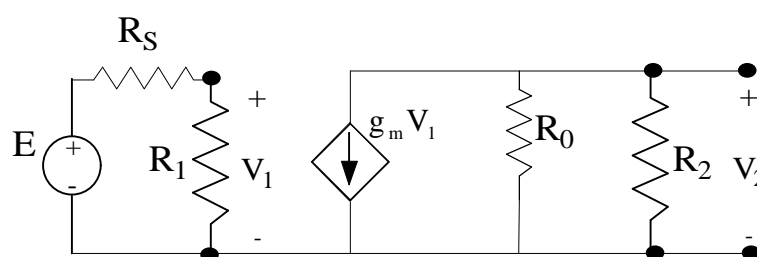 R_S
E
+
-
R_1
+
V_1
-
g_m V_1
R_0
R_2
+
V_2
-